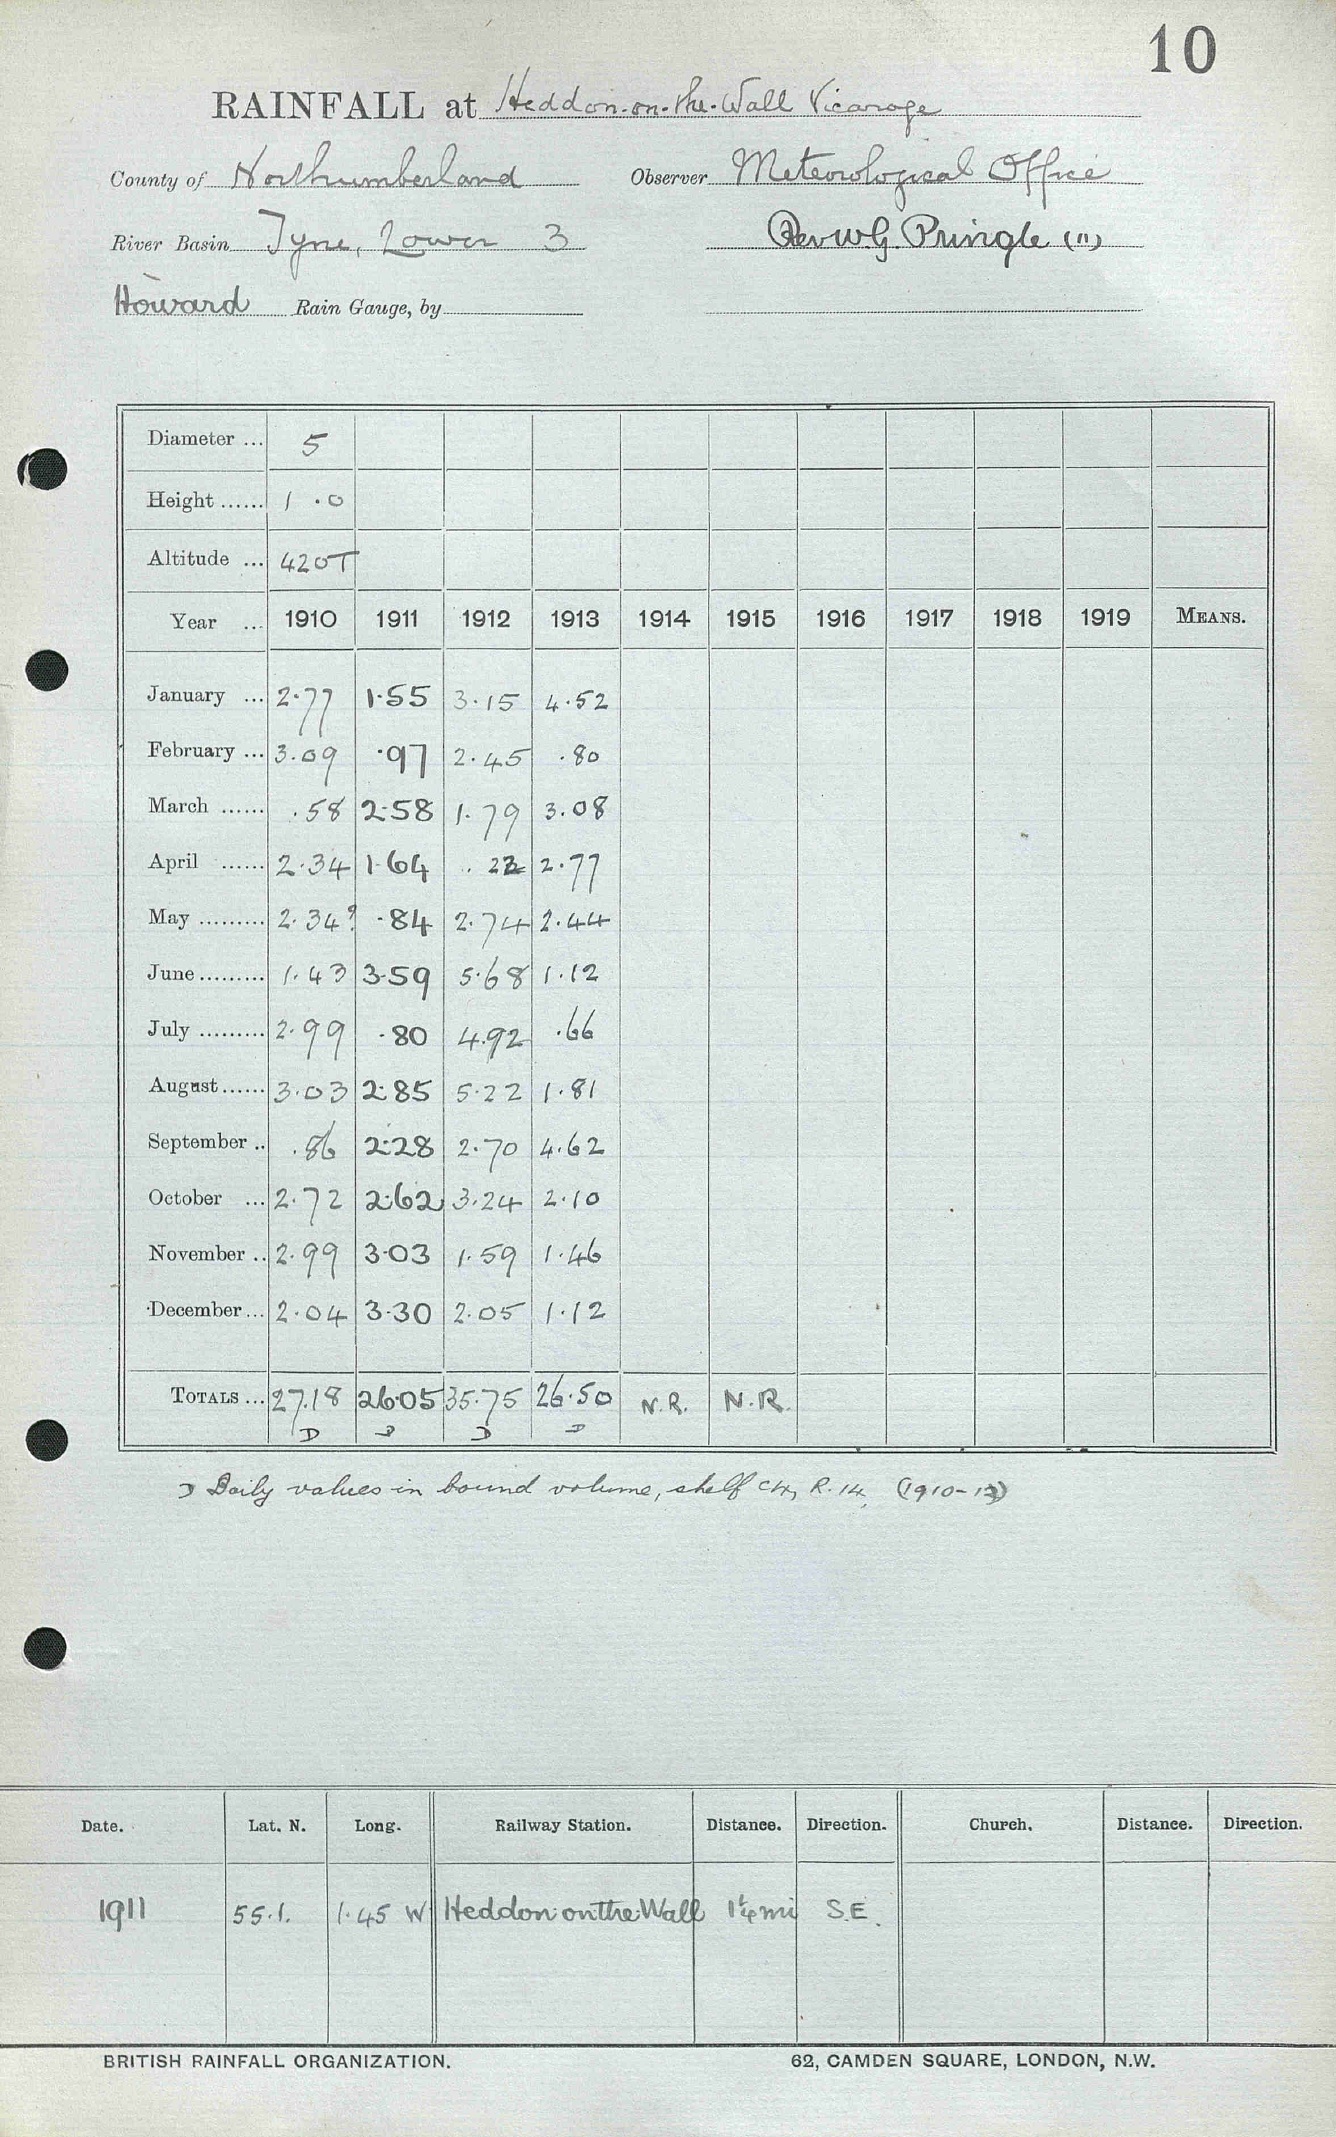 10
RAINFALL at Heddon-on-the-Wall Vicarage
County of Northumberland Observer Meteorological Office
River Basin Tyne, Lower 3 Rev W.G. Pringle (")
Howard Rain Gauge, by
Diameter ... 5
Height ...... 1 .0
Altitude ... 420T
Year ... 1910 1911 1912 1913 1914 1915 1916 1917 1918 1919 MEANS.
January ... 2.77 1.55 3.15 4.52
February ... 3.09 .97 2.45 .80
March ...... .58 2.58 1.79 3.08
April ...... 2.34 1.64 .22 2.77
May ......... 2.34? .84 2.74 2.44
June ......... 1.43 3.59 5.68 1.12
July ......... 2.99 .80 4.92 .66
August ...... 3.03 2.85 5.22 1.81
September .. .86 2.28 2.70 4.62
October ... 2.72 2.62 3.24 2.10
November .. 2.99 3.03 1.59 1.46
December ... 2.04 3.30 2.05 1.12
TOTALS ... 27.18 26.05 35.75 26.50 N.R. N.R.
D D D D
D Daily values in bound volume, shelf C4, R.14, (1910-13)
Date. Lat. N. Long. Railway Station. Distance. Direction. Church. Distance. Direction.
1911 55.1. 1.45 W Heddon on the Wall 1¼ mi S.E.
BRITISH RAINFALL ORGANIZATION. 62, CAMDEN SQUARE, LONDON, N.W.